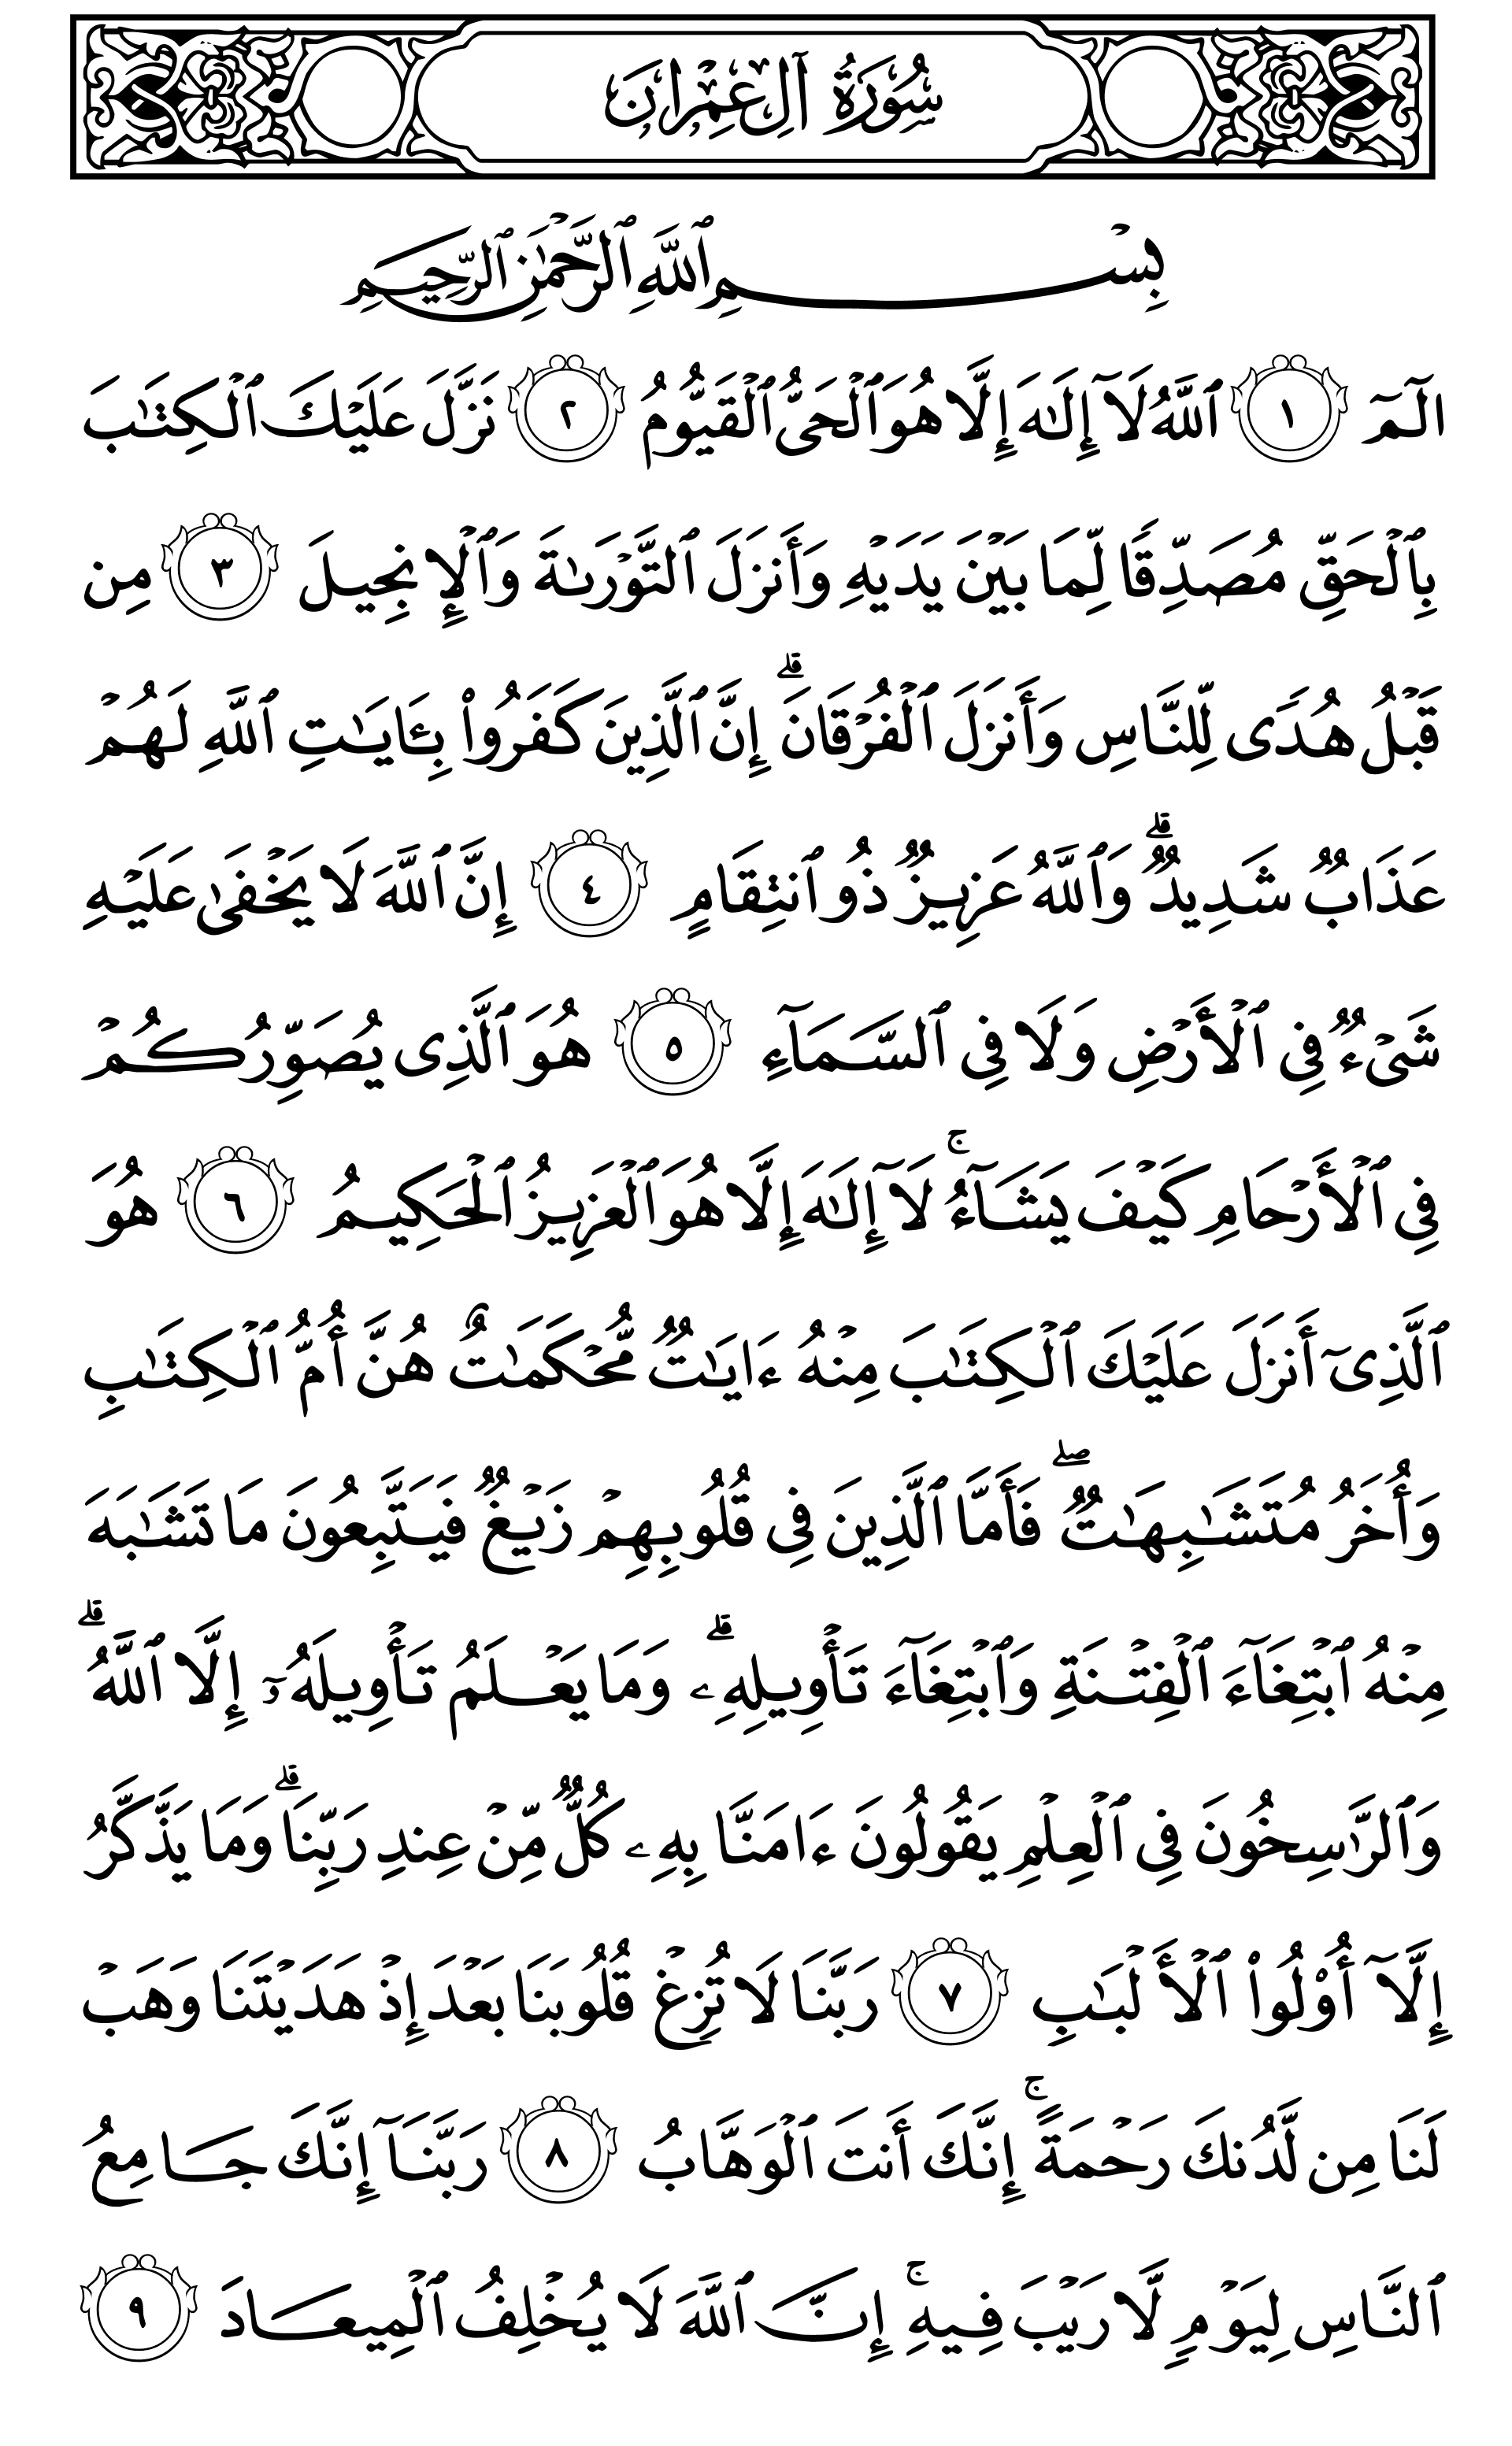 سُورَةُ آلِ عِمۡرَان
بِسۡمِ ٱللَّهِ ٱلرَّحۡمَٰنِ ٱلرَّحِيمِ
الٓمٓ ١ ٱللَّهُ لَآ إِلَٰهَ إِلَّا هُوَ ٱلۡحَىُّ ٱلۡقَيُّومُ ٢ نَزَّلَ عَلَيۡكَ ٱلۡكِتَٰبَ
بِٱلۡحَقِّ مُصَدِّقًا لِّمَا بَيۡنَ يَدَيۡهِ وَأَنزَلَ ٱلتَّوۡرَىٰةَ وَٱلۡإِنجِيلَ ٣ مِن
قَبۡلُ هُدًى لِّلنَّاسِ وَأَنزَلَ ٱلۡفُرۡقَانَۗ إِنَّ ٱلَّذِينَ كَفَرُواْ بِـَٔايَٰتِ ٱللَّهِ لَهُمۡ
عَذَابٌ شَدِيدٌۗ وَٱللَّهُ عَزِيزٌ ذُو ٱنتِقَامٍ ٤ إِنَّ ٱللَّهَ لَا يَخۡفَىٰ عَلَيۡهِ
شَىۡءٌ فِى ٱلۡأَرۡضِ وَلَا فِى ٱلسَّمَآءِ ٥ هُوَ ٱلَّذِى يُصَوِّرُكُمۡ
فِى ٱلۡأَرۡحَامِ كَيۡفَ يَشَآءُۚ لَآ إِلَٰهَ إِلَّا هُوَ ٱلۡعَزِيزُ ٱلۡحَكِيمُ ٦ هُوَ
ٱلَّذِىٓ أَنزَلَ عَلَيۡكَ ٱلۡكِتَٰبَ مِنۡهُ ءَايَٰتٌ مُّحۡكَمَٰتٌ هُنَّ أُمُّ ٱلۡكِتَٰبِ
وَأُخَرُ مُتَشَٰبِهَٰتٌۖ فَأَمَّا ٱلَّذِينَ فِى قُلُوبِهِمۡ زَيۡغٌ فَيَتَّبِعُونَ مَا تَشَٰبَهَ
مِنۡهُ ٱبۡتِغَآءَ ٱلۡفِتۡنَةِ وَٱبۡتِغَآءَ تَأۡوِيلِهِۦۗ وَمَا يَعۡلَمُ تَأۡوِيلَهُۥٓ إِلَّا ٱللَّهُۗ
وَٱلرَّٰسِخُونَ فِى ٱلۡعِلۡمِ يَقُولُونَ ءَامَنَّا بِهِۦ كُلٌّ مِّنۡ عِندِ رَبِّنَاۗ وَمَا يَذَّكَّرُ
إِلَّآ أُوْلُواْ ٱلۡأَلۡبَٰبِ ٧ رَبَّنَا لَا تُزِغۡ قُلُوبَنَا بَعۡدَ إِذۡ هَدَيۡتَنَا وَهَبۡ
لَنَا مِن لَّدُنكَ رَحۡمَةًۚ إِنَّكَ أَنتَ ٱلۡوَهَّابُ ٨ رَبَّنَآ إِنَّكَ جَامِعُ
ٱلنَّاسِ لِيَوۡمٍ لَّا رَيۡبَ فِيهِۚ إِنَّ ٱللَّهَ لَا يُخۡلِفُ ٱلۡمِيعَادَ ٩